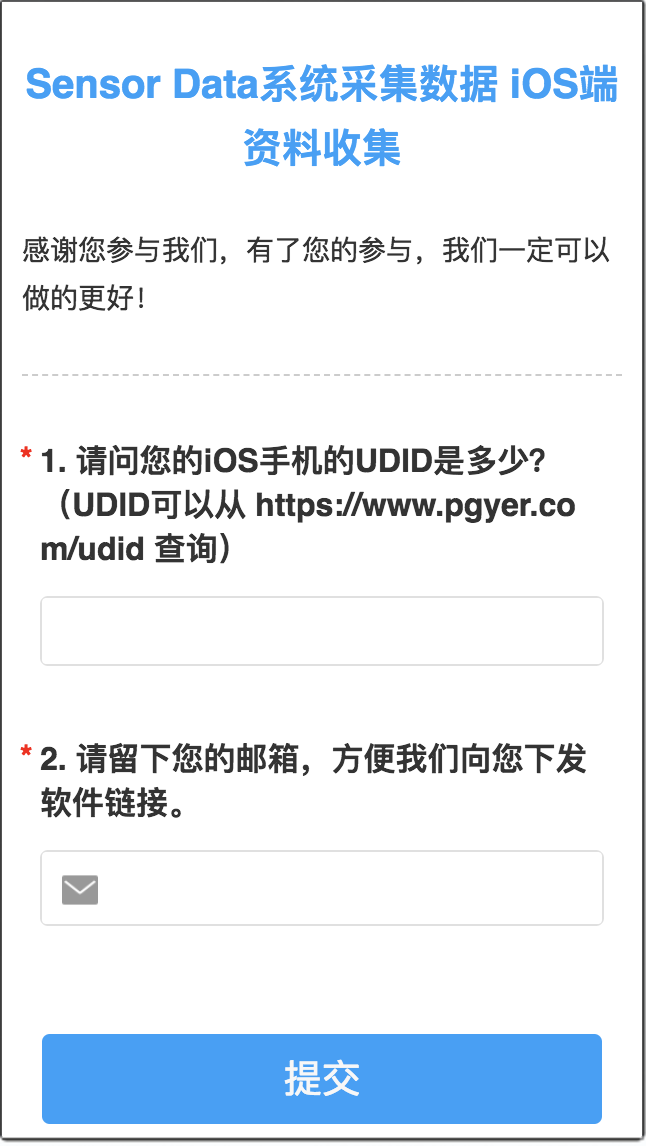 Sensor Data系统采集数据 iOS端
资料收集
感谢您参与我们，有了您的参与，我们一定可以
做的更好！
* 1. 请问您的iOS手机的UDID是多少？
（UDID可以从 https://www.pgyer.co
m/udid 查询）
* 2. 请留下您的邮箱，方便我们向您下发
软件链接。
提交